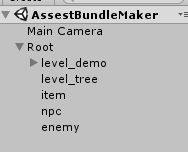 AssestBundleMaker
Main Camera
Root
level_demo
level_tree
item
npc
enemy